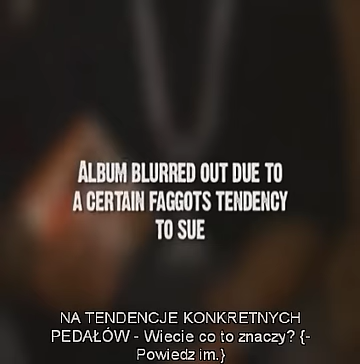 ALBUM BLURRED OUT DUE TO
A CERTAIN FAGGOTS TENDENCY
TO SUE
NA TENDENCJE KONKRETNYCH
PEDAŁÓW - Wiecie co to znaczy? {-
Powiedz im.}